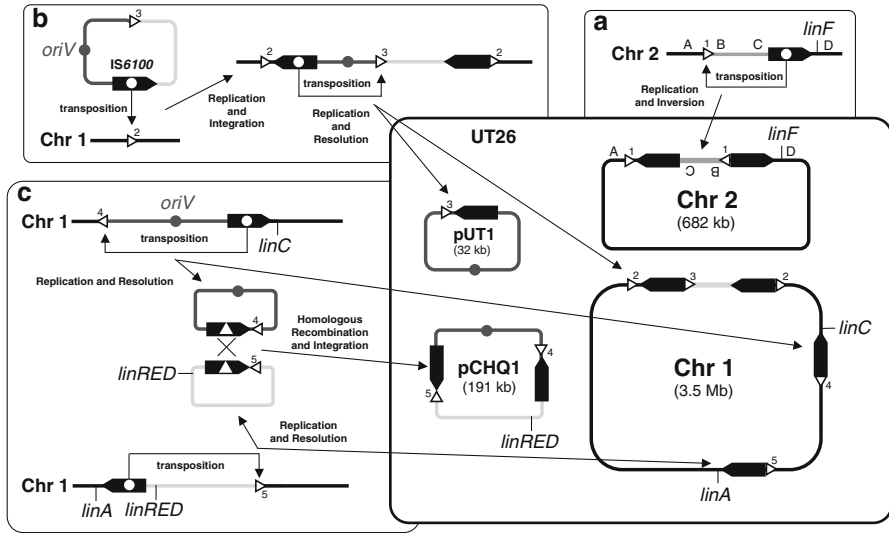 b
3
oriV
IS6100
transposition
Chr 1
2
Replication
and
Integration
2
3
2
Replication
and
Resolution
a
linF
Chr 2
A
1
B
C
D
transposition
Replication
and Inversion
UT26
linF
A
1
C
B
1
D
Chr 2
(682 kb)
3
pUT1
(32 kb)
2
3
2
linC
Chr 1
(3.5 Mb)
4
5
linA
4
pCHQ1
(191 kb)
5
linRED
c
Chr 1
4
oriV
transposition
linC
Replication and Resolution
4
Homologous
Recombination
and Integration
5
linRED
Replication
and Resolution
transposition
Chr 1
5
linA
linRED